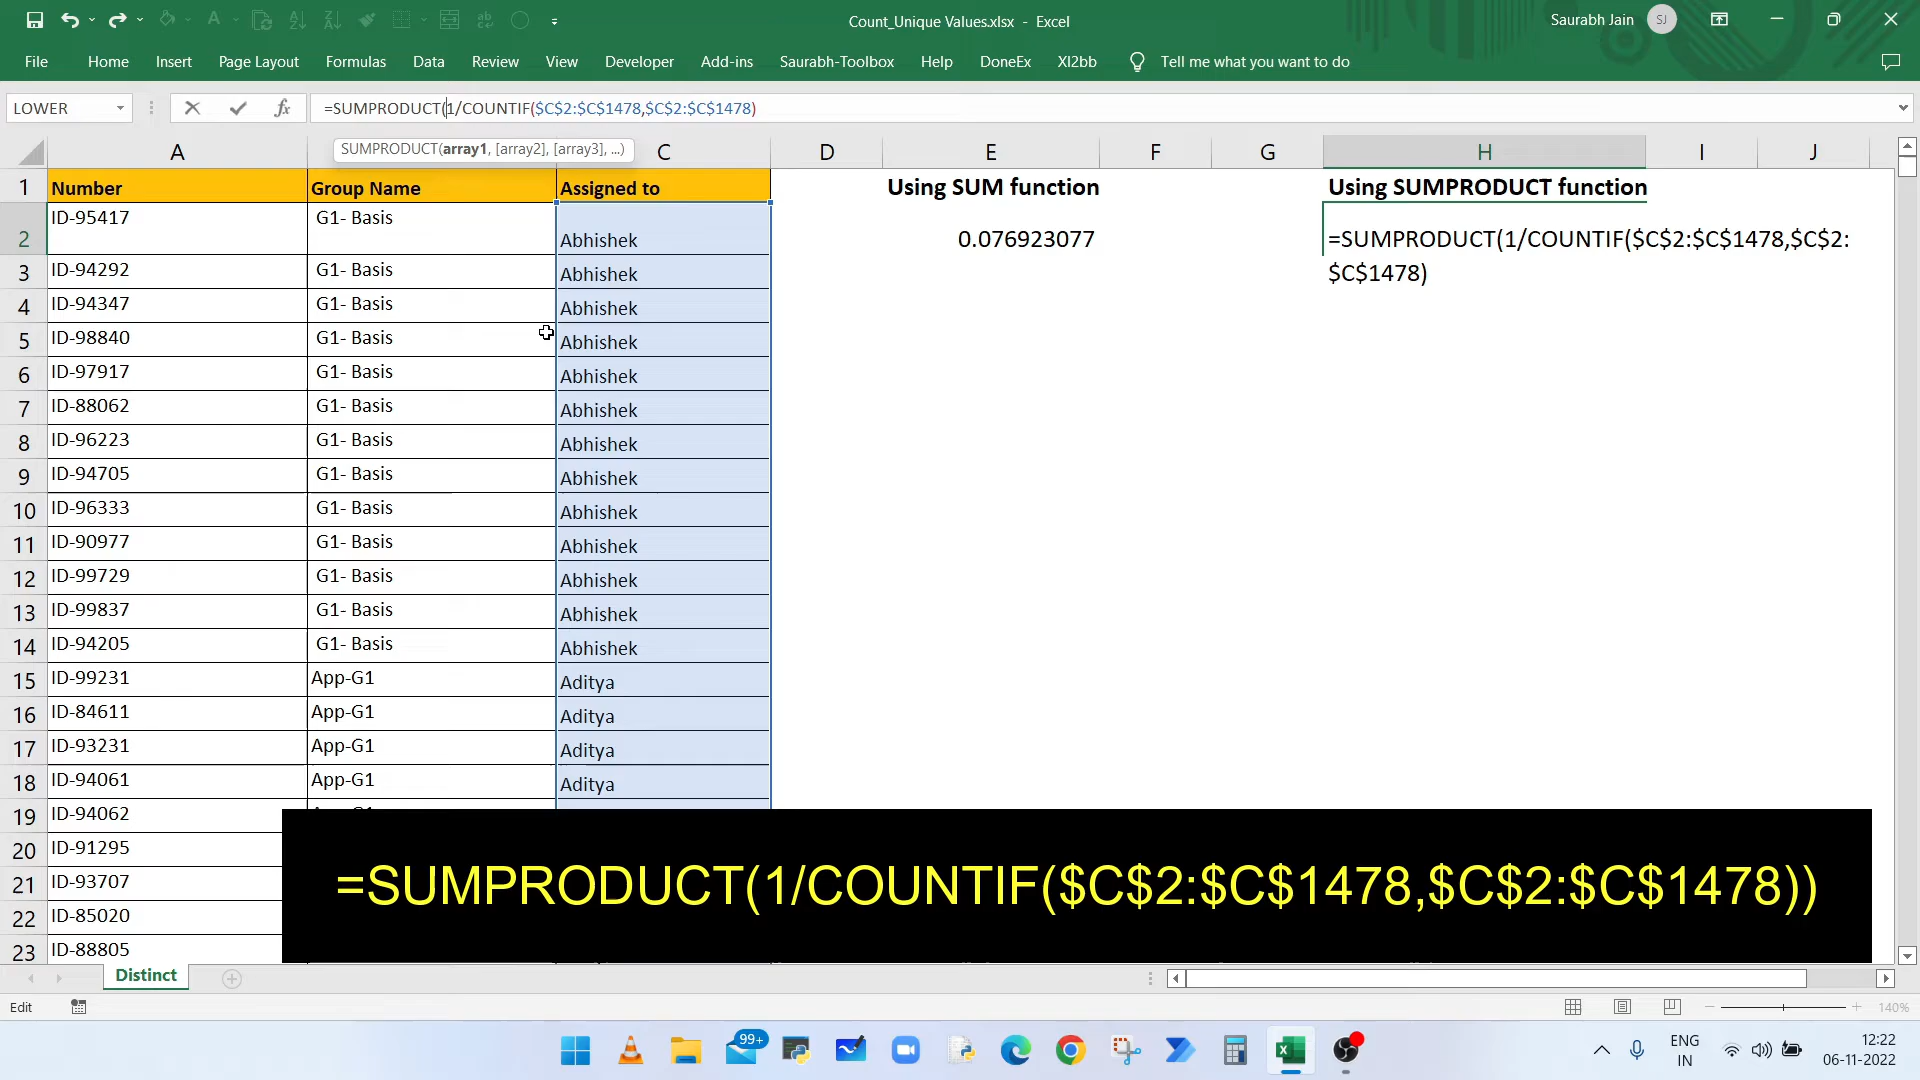 Count_Unique Values.xlsx - Excel
Saurabh Jain SJ
File Home Insert Page Layout Formulas Data Review View Developer Add-ins Saurabh-Toolbox Help DoneEx Xl2bb Tell me what you want to do
LOWER fx =SUMPRODUCT(1/COUNTIF($C$2:$C$1478,$C$2:$C$1478)
SUMPRODUCT(array1, [array2], [array3], ...)
A C D E F G H I J
1 Number Group Name Assigned to Using SUM function Using SUMPRODUCT function
2 ID-95417 G1- Basis Abhishek 0.076923077 =SUMPRODUCT(1/COUNTIF($C$2:$C$1478,$C$2:
$C$1478)
3 ID-94292 G1- Basis Abhishek
4 ID-94347 G1- Basis Abhishek
5 ID-98840 G1- Basis Abhishek
6 ID-97917 G1- Basis Abhishek
7 ID-88062 G1- Basis Abhishek
8 ID-96223 G1- Basis Abhishek
9 ID-94705 G1- Basis Abhishek
10 ID-96333 G1- Basis Abhishek
11 ID-90977 G1- Basis Abhishek
12 ID-99729 G1- Basis Abhishek
13 ID-99837 G1- Basis Abhishek
14 ID-94205 G1- Basis Abhishek
15 ID-99231 App-G1 Aditya
16 ID-84611 App-G1 Aditya
17 ID-93231 App-G1 Aditya
18 ID-94061 App-G1 Aditya
19 ID-94062
20 ID-91295
21 ID-93707
22 ID-85020
23 ID-88805
=SUMPRODUCT(1/COUNTIF($C$2:$C$1478,$C$2:$C$1478))
Distinct
Edit 140%
99+
ENG
IN
12:22
06-11-2022